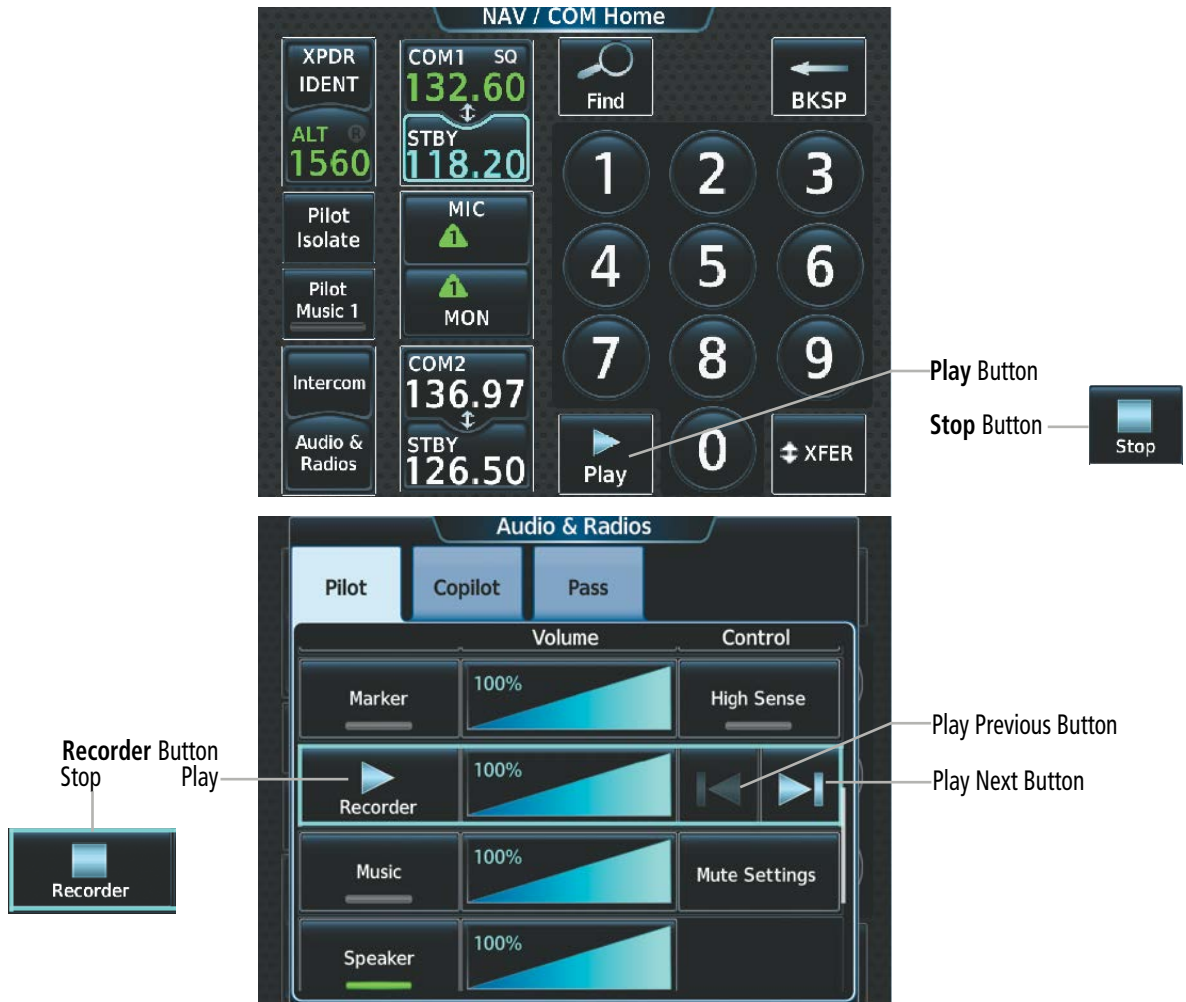 NAV / COM Home
XPDR
IDENT
ALT R
1560
COM1 SQ
132.60
STBY
118.20
Find
BKSP
Pilot
Isolate
MIC
1
Pilot
Music 1
1
MON
Intercom
Audio &
Radios
COM2
136.97
STBY
126.50
1 2 3
4 5 6
7 8 9
Play
0
XFER
Play Button
Stop Button
Stop
Audio & Radios
Pilot Copilot Pass
Volume Control
Marker 100% High Sense
Recorder 100%
Music 100% Mute Settings
Speaker 100%
Play Previous Button
Play Next Button
Recorder Button
Stop Play
Recorder